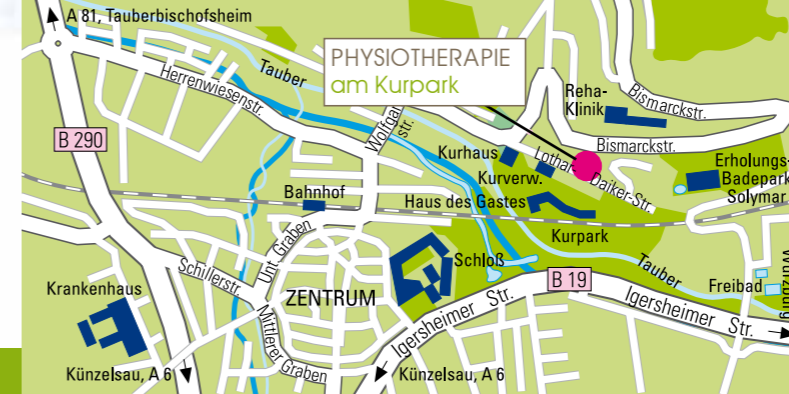 A 81, Tauberbischofsheim
PHYSIOTHERAPIE
am Kurpark
Tauber
Herrenwiesenstr.
Reha-
Klinik
Bismarckstr.
Bismarckstr.
B 290
str.
Kurhaus
Lothar-
Daiker-Str.
Kurverw.
Erholungs-
Badepark
Solymar
Bahnhof
Haus des Gastes
Kurpark
Unt. Graben
Schloß
Tauber
Schillerstr.
B 19
Freibad
Krankenhaus
ZENTRUM
Igersheimer Str.
Igersheimer Str.
Mittlerer Graben
Künzelsau, A 6
Künzelsau, A 6